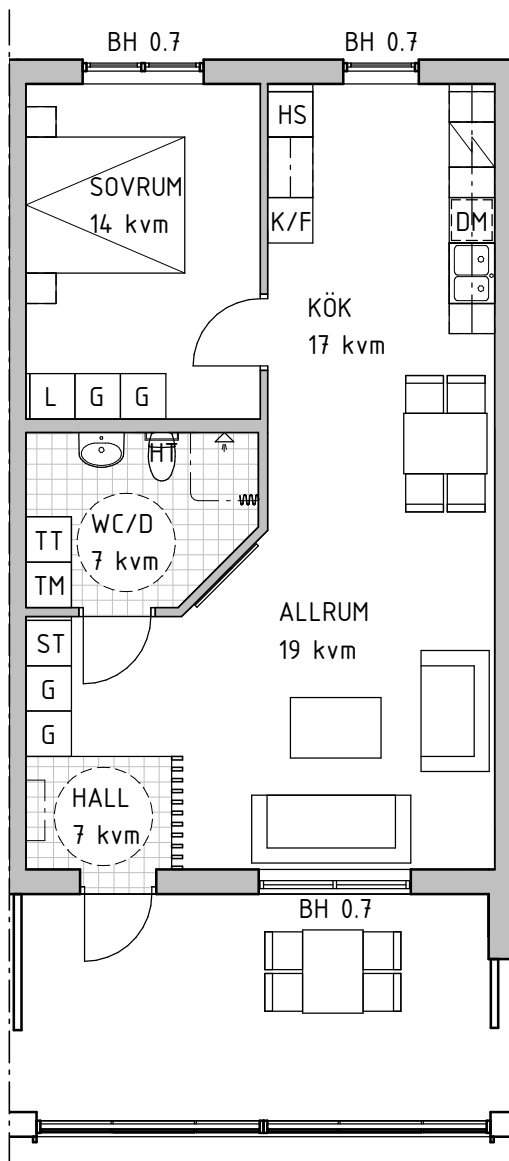 BH 0.7
BH 0.7
HS
SOVRUM
14 kvm
K/F
DM
KÖK
17 kvm
L
G
G
HT
WC/D
7 kvm
TT
TM
ALLRUM
19 kvm
ST
G
G
HALL
7 kvm
BH 0.7